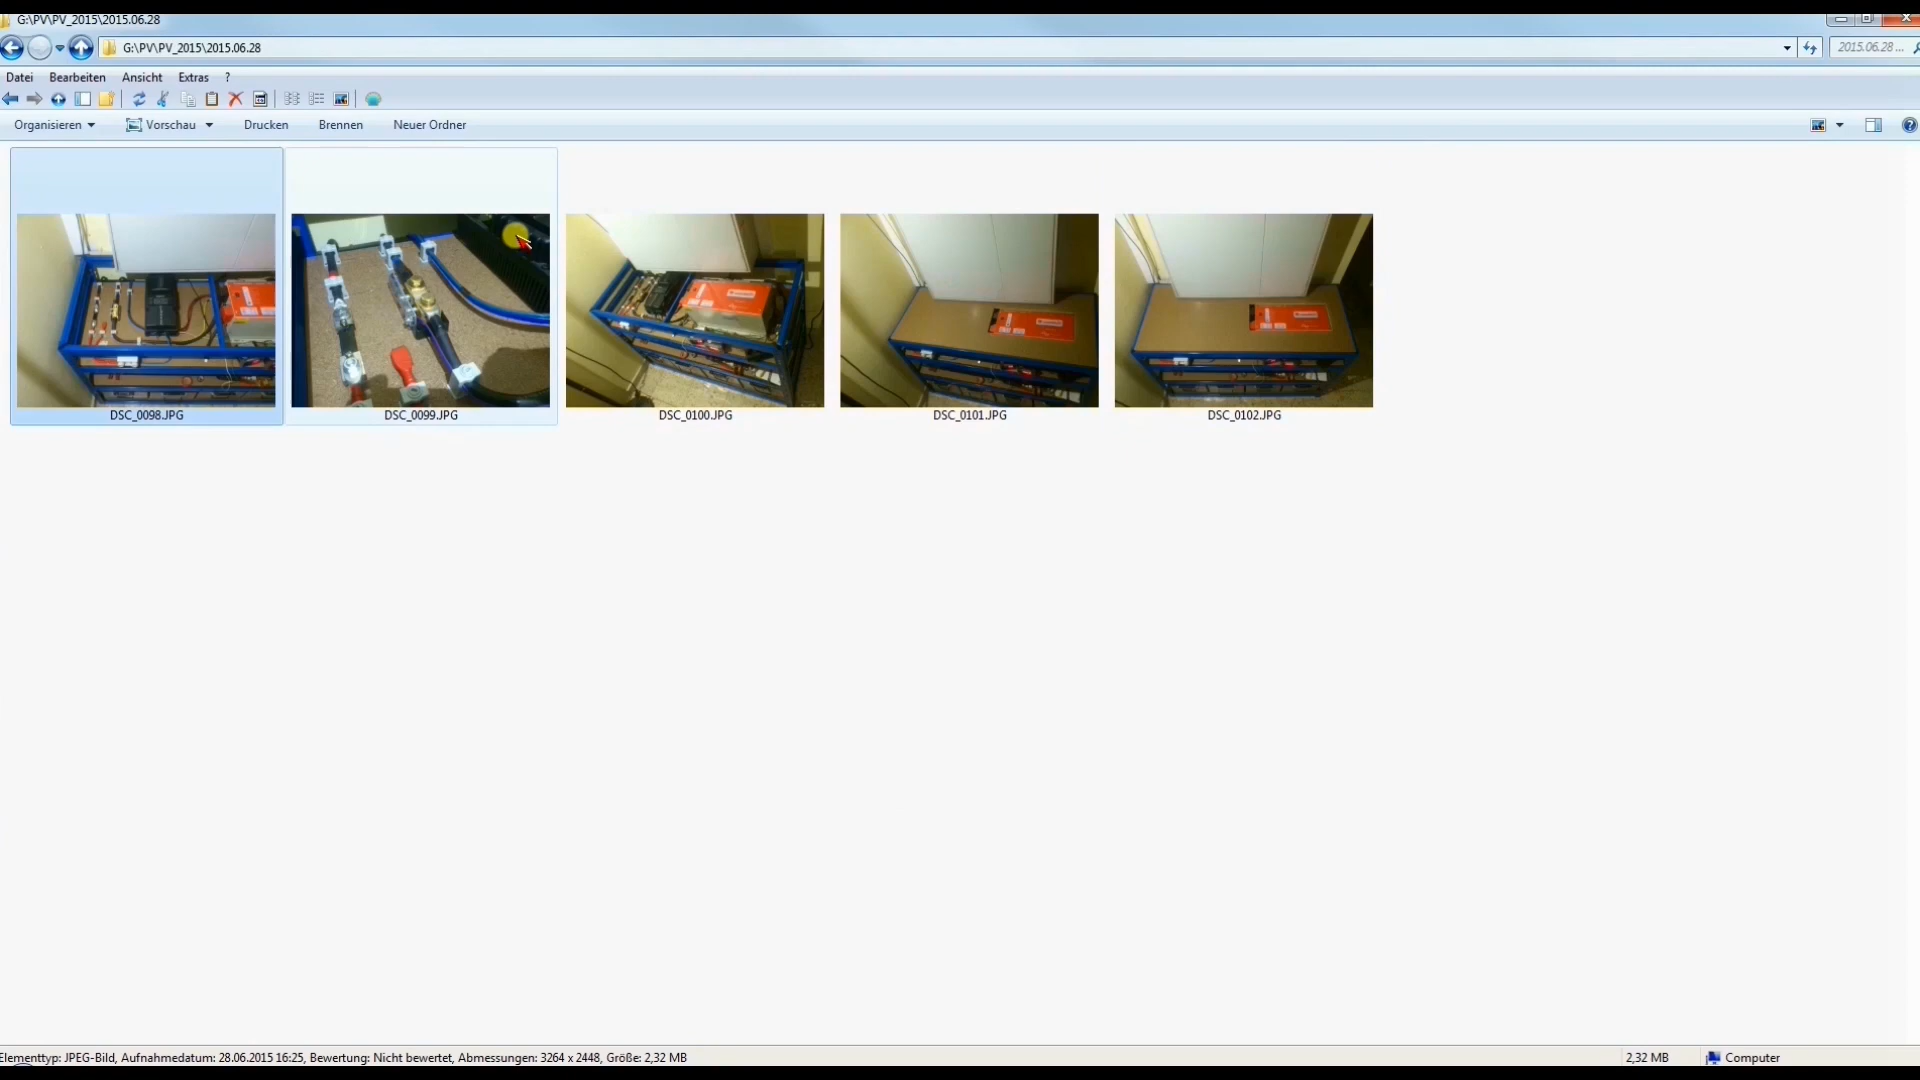 G:\PV\PV_2015\2015.06.28
G:\PV\PV_2015\2015.06.28
2015.06.28 ...
Datei Bearbeiten Ansicht Extras ?
Organisieren Vorschau Drucken Brennen Neuer Ordner
DSC_0098.JPG DSC_0099.JPG DSC_0100.JPG DSC_0101.JPG DSC_0102.JPG
Elementtyp: JPEG-Bild, Aufnahmedatum: 28.06.2015 16:25, Bewertung: Nicht bewertet, Abmessungen: 3264 x 2448, Größe: 2,32 MB
2,32 MB Computer